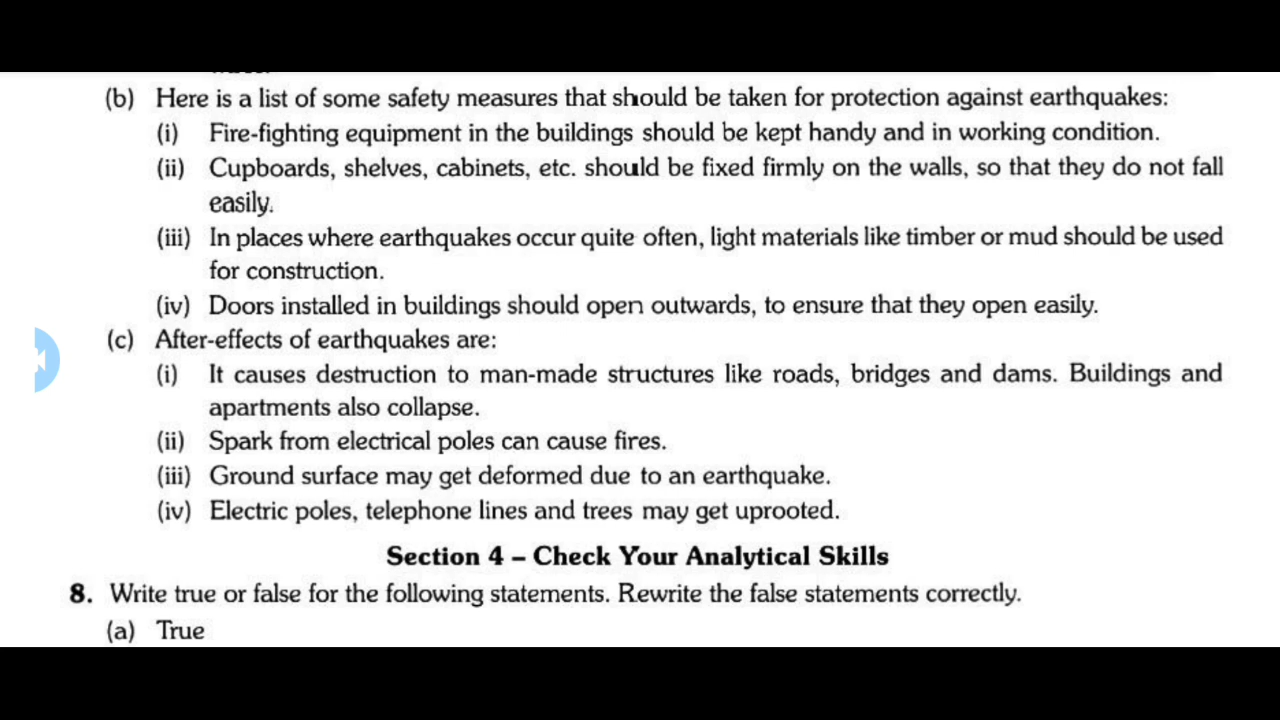 (b) Here is a list of some safety measures that should be taken for protection against earthquakes:
(i) Fire-fighting equipment in the buildings should be kept handy and in working condition.
(ii) Cupboards, shelves, cabinets, etc. should be fixed firmly on the walls, so that they do not fall
easily.
(iii) In places where earthquakes occur quite often, light materials like timber or mud should be used
for construction.
(iv) Doors installed in buildings should open outwards, to ensure that they open easily.
(c) After-effects of earthquakes are:
(i) It causes destruction to man-made structures like roads, bridges and dams. Buildings and
apartments also collapse.
(ii) Spark from electrical poles can cause fires.
(iii) Ground surface may get deformed due to an earthquake.
(iv) Electric poles, telephone lines and trees may get uprooted.
Section 4 – Check Your Analytical Skills
8. Write true or false for the following statements. Rewrite the false statements correctly.
(a) True